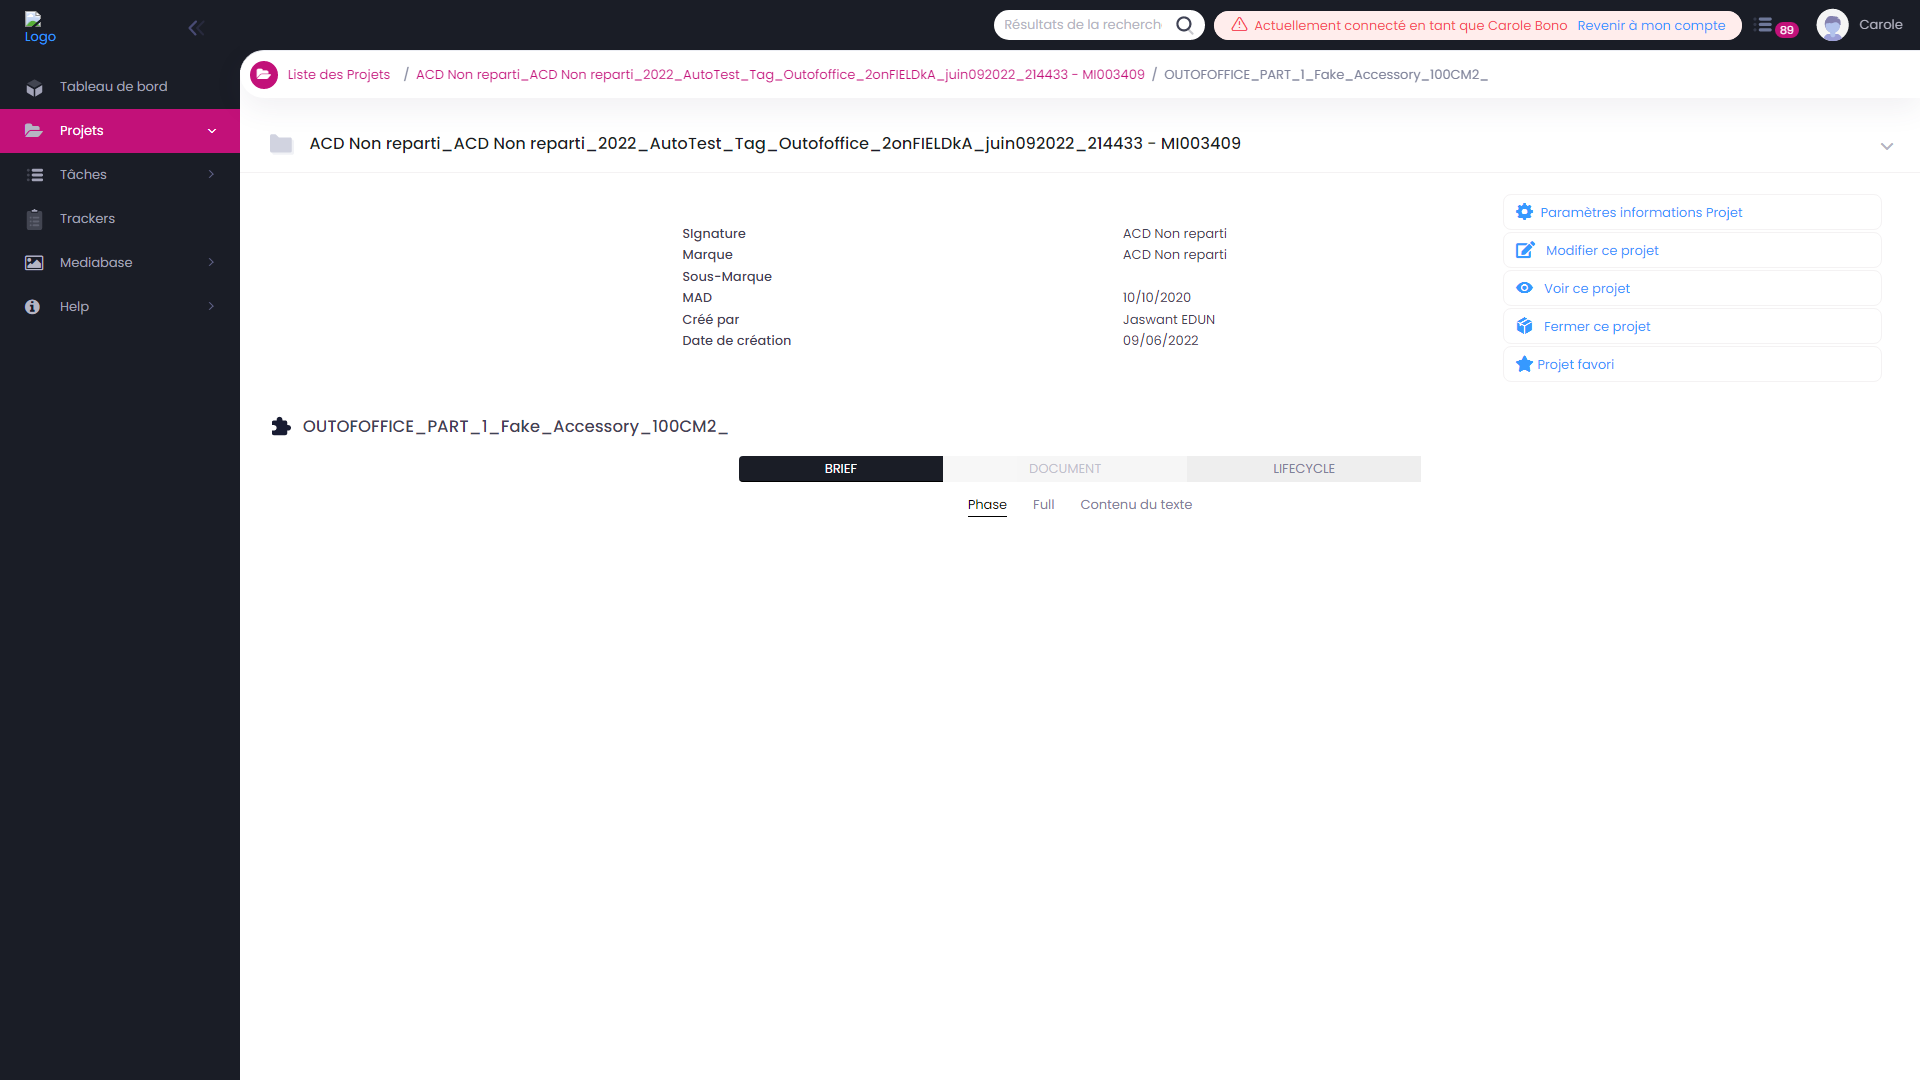 Logo
Résultats de la recherch
Actuellement connecté en tant que Carole Bono Revenir à mon compte
89
Carole
Tableau de bord
Projets
Tâches
Trackers
Mediabase
Help
Liste des Projets / ACD Non reparti_ACD Non reparti_2022_AutoTest_Tag_Outofoffice_2onFIELDkA_juin092022_214433 - MI003409 / OUTOFOFFICE_PART_1_Fake_Accessory_100CM2_
ACD Non reparti_ACD Non reparti_2022_AutoTest_Tag_Outofoffice_2onFIELDkA_juin092022_214433 - MI003409
SIgnature ACD Non reparti
Marque ACD Non reparti
Sous-Marque
MAD 10/10/2020
Créé par Jaswant EDUN
Date de création 09/06/2022
Paramètres informations Projet
Modifier ce projet
Voir ce projet
Fermer ce projet
Projet favori
OUTOFOFFICE_PART_1_Fake_Accessory_100CM2_
BRIEF DOCUMENT LIFECYCLE
Phase Full Contenu du texte